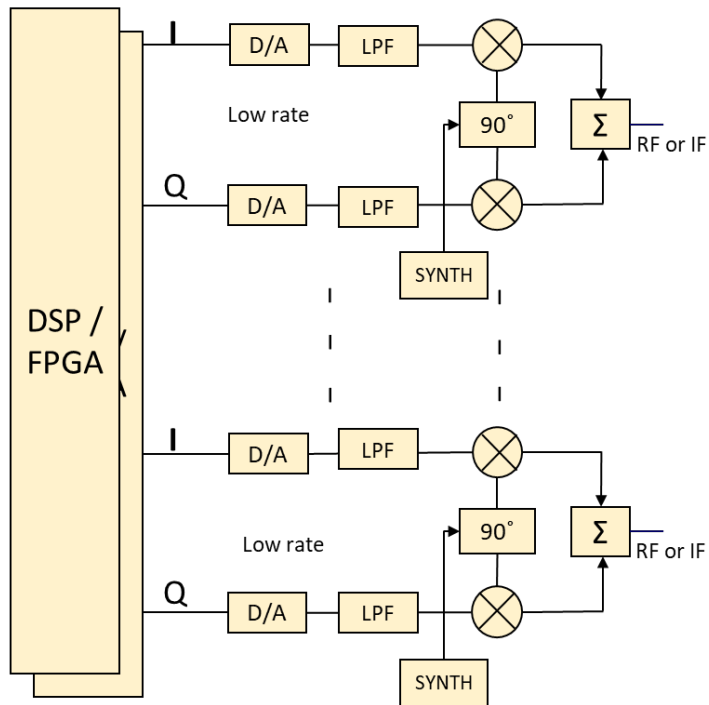 I
D/A
LPF
Low rate
90°
Σ
RF or IF
Q
D/A
LPF
SYNTH
DSP /
FPGA
I
D/A
LPF
Low rate
90°
Σ
RF or IF
Q
D/A
LPF
SYNTH